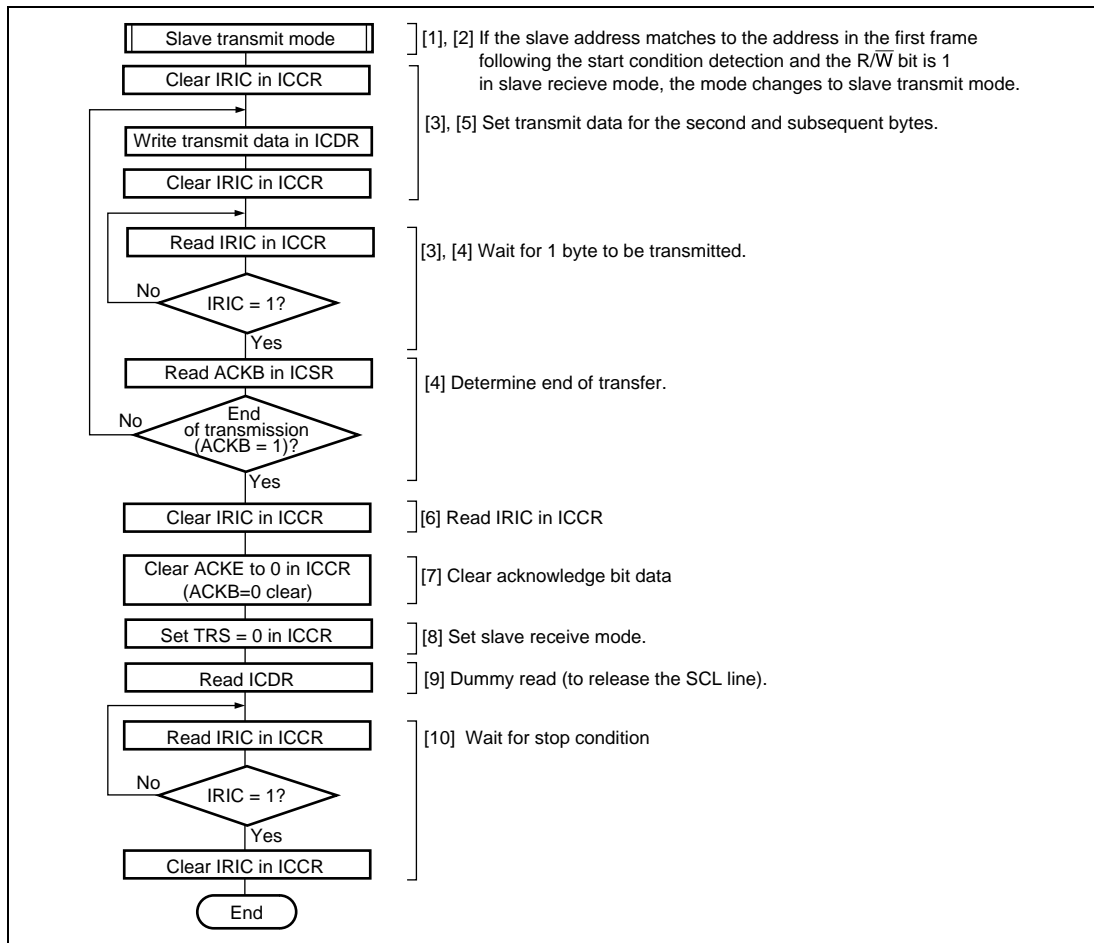 Slave transmit mode
[1], [2] If the slave address matches to the address in the first frame
following the start condition detection and the R/W̅ bit is 1
in slave recieve mode, the mode changes to slave transmit mode.
Clear IRIC in ICCR
[3], [5] Set transmit data for the second and subsequent bytes.
Write transmit data in ICDR
Clear IRIC in ICCR
Read IRIC in ICCR
[3], [4] Wait for 1 byte to be transmitted.
No
IRIC = 1?
Yes
Read ACKB in ICSR
[4] Determine end of transfer.
No
End
of transmission
(ACKB = 1)?
Yes
Clear IRIC in ICCR
[6] Read IRIC in ICCR
Clear ACKE to 0 in ICCR
(ACKB=0 clear)
[7] Clear acknowledge bit data
Set TRS = 0 in ICCR
[8] Set slave receive mode.
Read ICDR
[9] Dummy read (to release the SCL line).
Read IRIC in ICCR
[10] Wait for stop condition
No
IRIC = 1?
Yes
Clear IRIC in ICCR
End